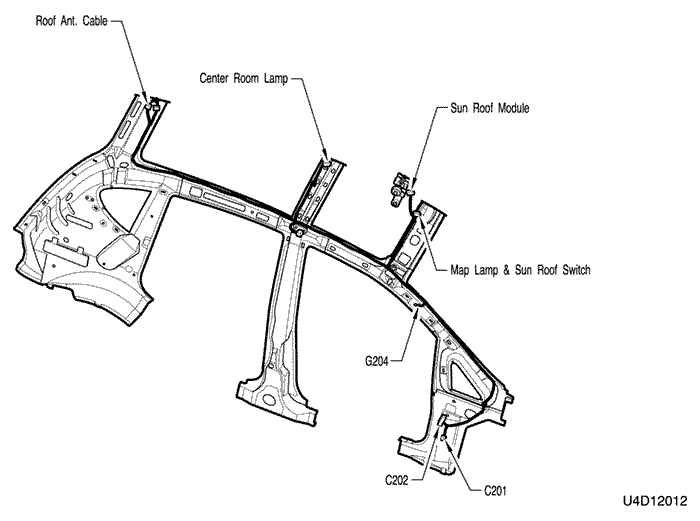 Roof Ant. Cable
Center Room Lamp
Sun Roof Module
Map Lamp & Sun Roof Switch
G204
C202
C201
U4D12012